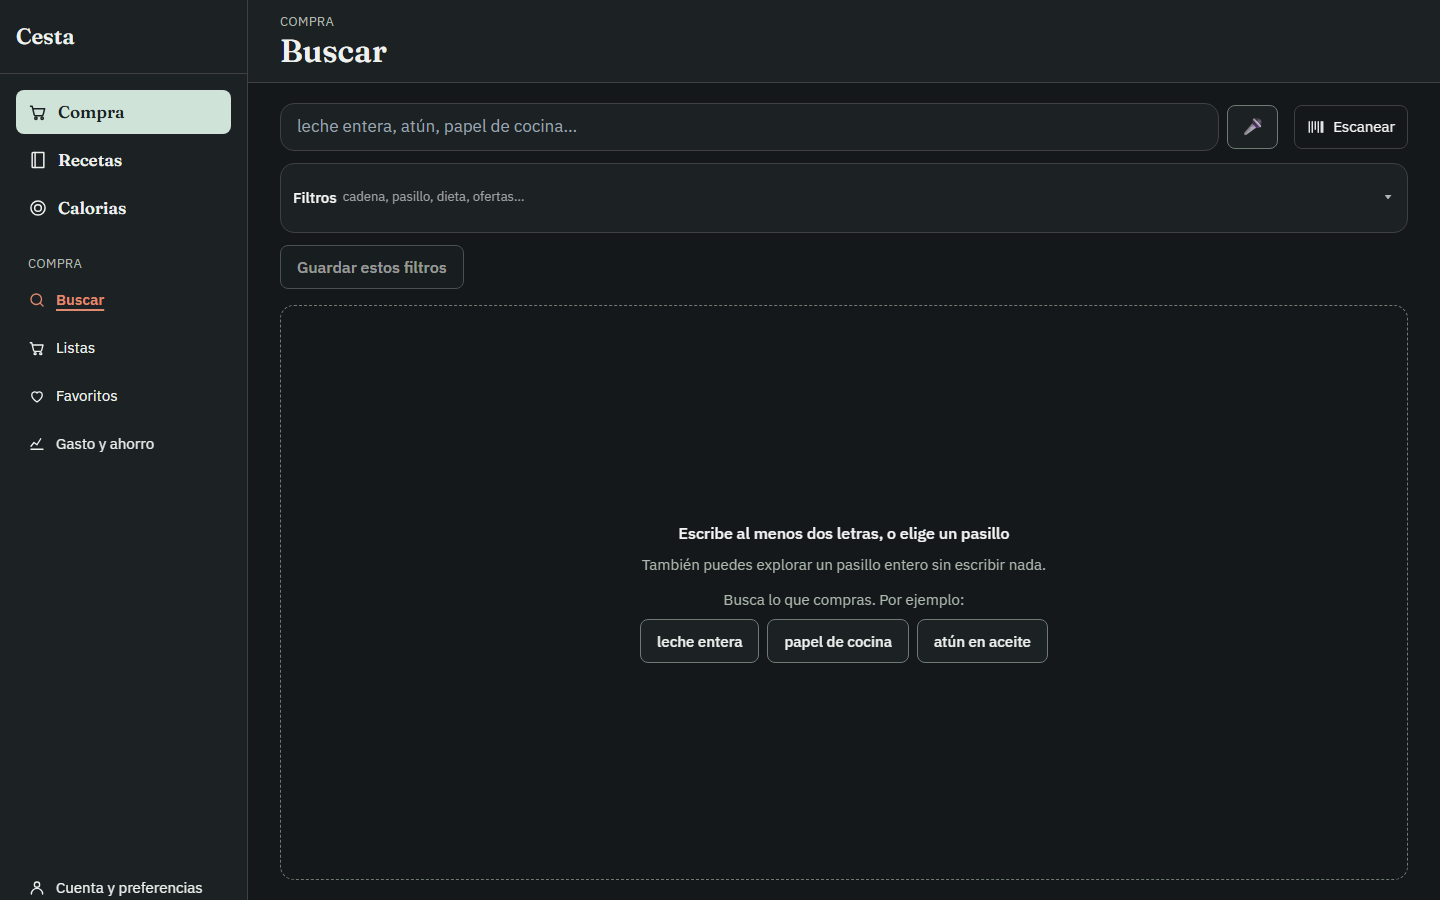 Cesta
Compra
Recetas
Calorias
COMPRA
Buscar
Listas
Favoritos
Gasto y ahorro
Cuenta y preferencias
COMPRA
Buscar
leche entera, atún, papel de cocina...
Escanear
Filtros cadena, pasillo, dieta, ofertas...
Guardar estos filtros
Escribe al menos dos letras, o elige un pasillo
También puedes explorar un pasillo entero sin escribir nada.
Busca lo que compras. Por ejemplo:
leche entera
papel de cocina
atún en aceite